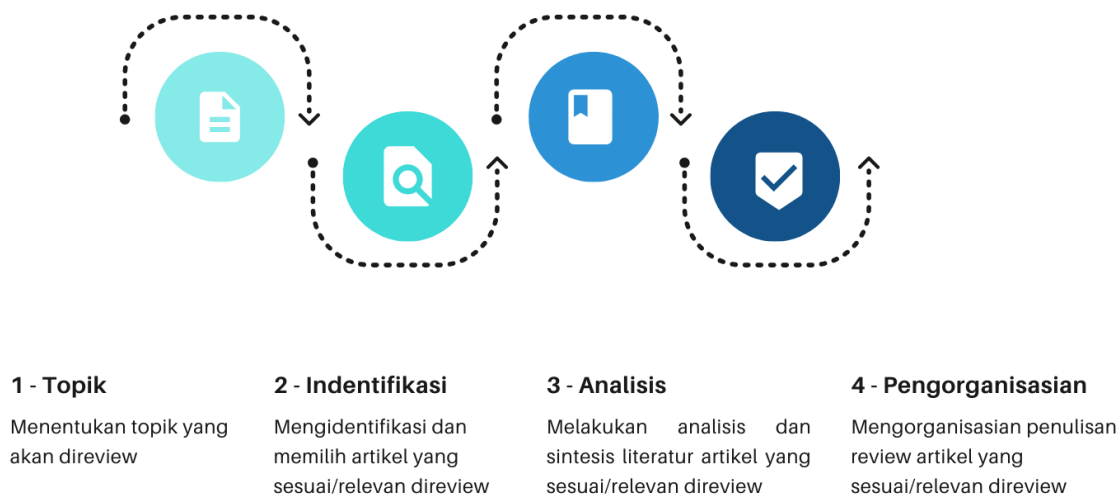 1 - Topik
Menentukan topik yang
akan direview
2 - Indentifikasi
Mengidentifikasi dan
memilih artikel yang
sesuai/relevan direview
3 - Analisis
Melakukan analisis dan
sintesis literatur artikel yang
sesuai/relevan direview
4 - Pengorganisasian
Mengorganisasian penulisan
review artikel yang
sesuai/relevan direview